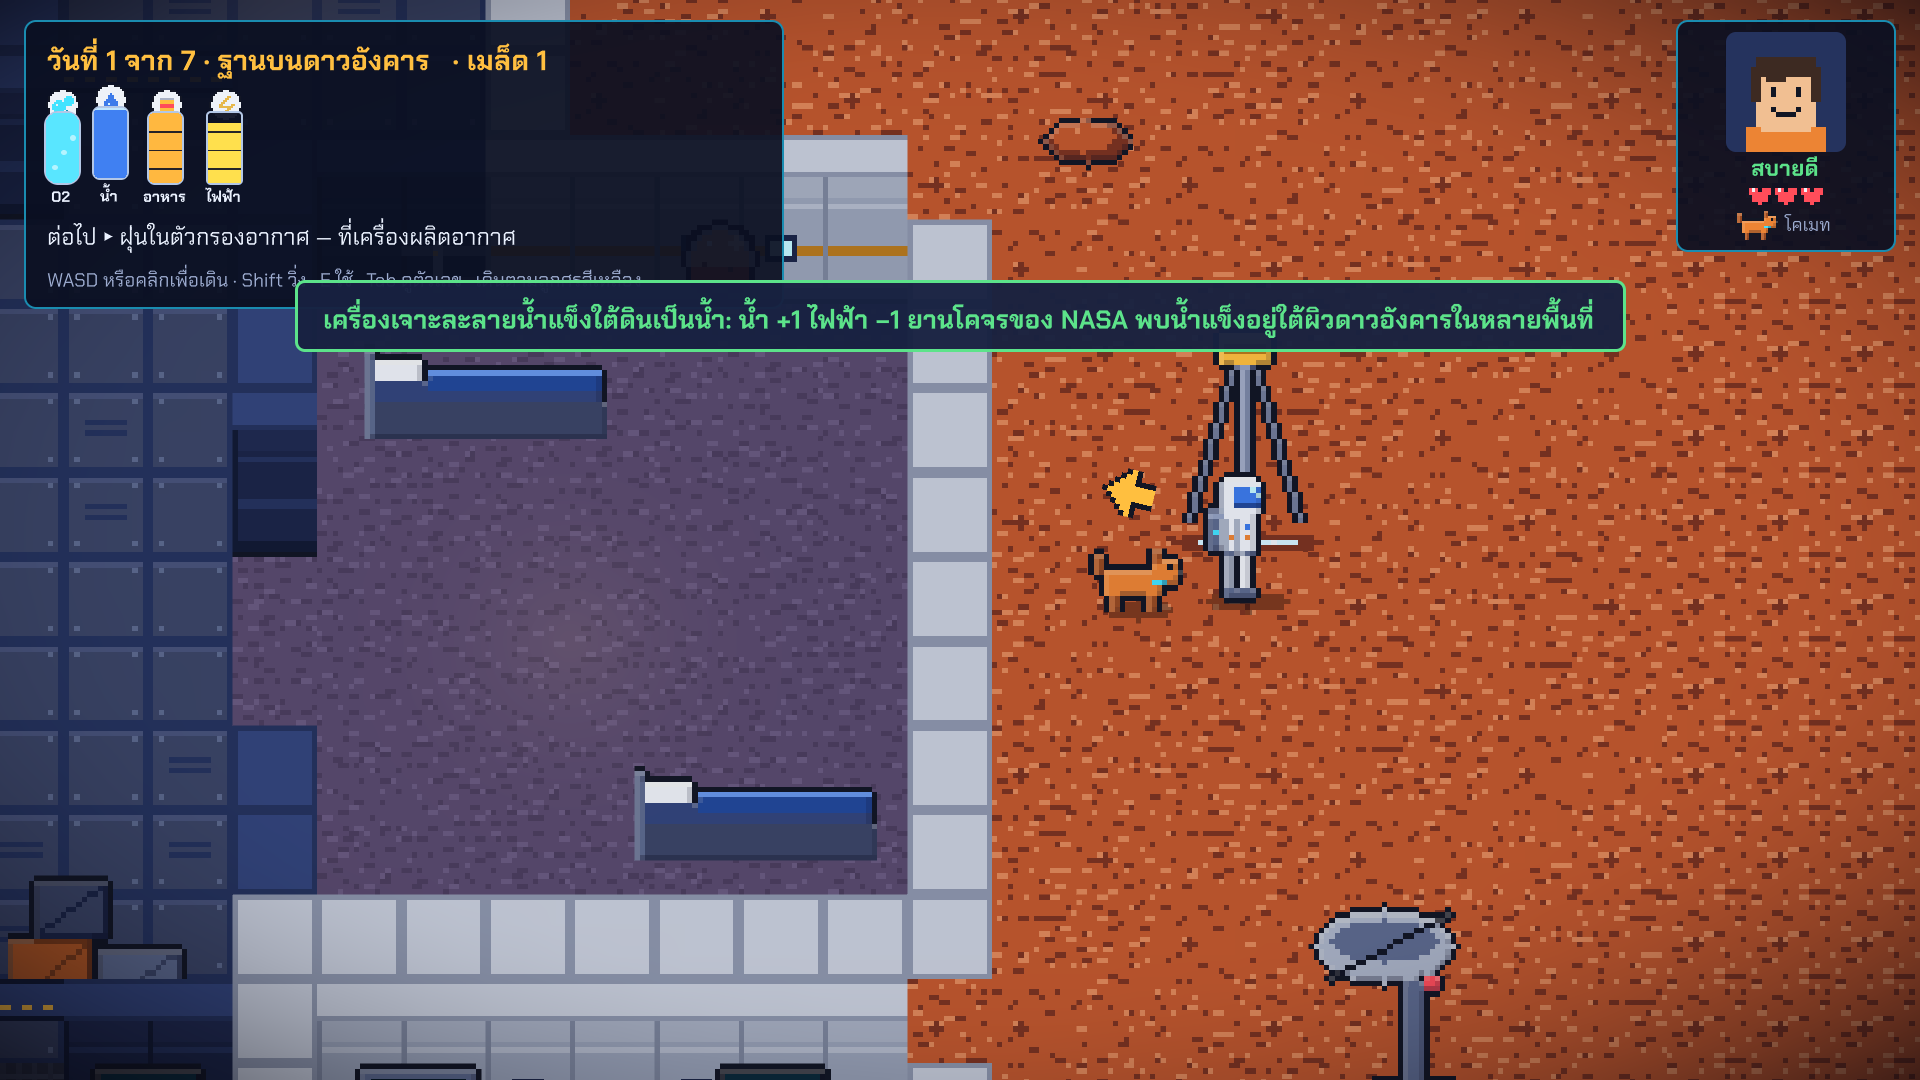 วันที่ 1 จาก 7 · ฐานบนดาวอังคาร · เมล็ด 1
O2 น้ำ อาหาร ไฟฟ้า
ต่อไป ▸ ฝุ่นในตัวกรองอากาศ — ที่เครื่องผลิตอากาศ
WASD หรือคลิกเพื่อเดิน · Shift วิ่ง
เครื่องเจาะละลายน้ำแข็งใต้ดินเป็นน้ำ: น้ำ +1 ไฟฟ้า −1 ยานโคจรของ NASA พบน้ำแข็งอยู่ใต้ผิวดาวอังคารในหลายพื้นที่
สบายดี
โคเมท